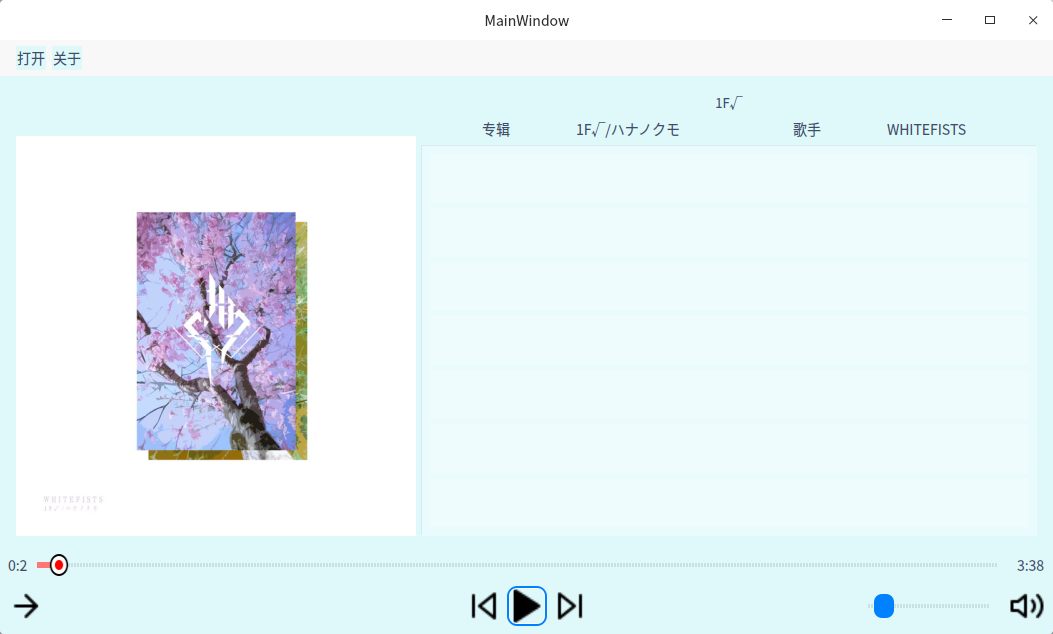 MainWindow
打开 关于
1F√
专辑 1F√/ハナノクモ 歌手 WHITEFISTS
WHITEFISTS
1F√/ハナノクモ
0:2 3:38